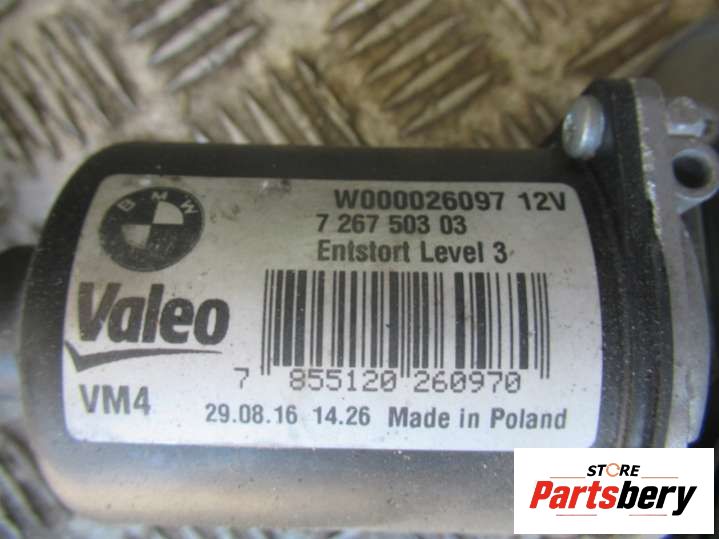 BMW
W000026097 12V
7 267 503 03
Entstort Level 3
Valeo
7 855120 260970
VM4
29.08.16 14.26 Made in Poland
STORE
Partsbery